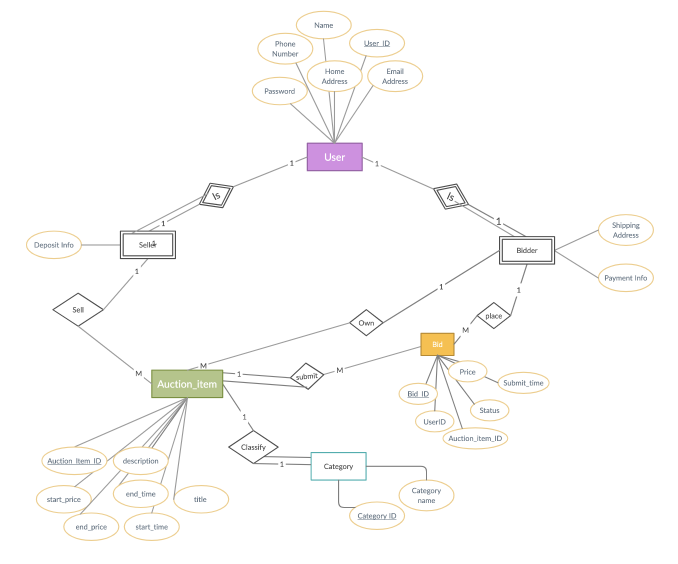 Name
Phone
Number
User_ID
Home
Address
Email
Address
Password
User
1
1
Is
Is
1
1
Shipping
Address
Deposit Info
Seller
Bidder
1
Payment Info
1
1
Sell
Own
place
M
Bid
M
M
1
submit
M
Price
Auction_item
Submit_time
Bid_ID
Status
1
UserID
Auction_item_ID
Classify
Auction_Item_ID
description
1
Category
start_price
end_time
title
Category
name
end_price
start_time
Category ID